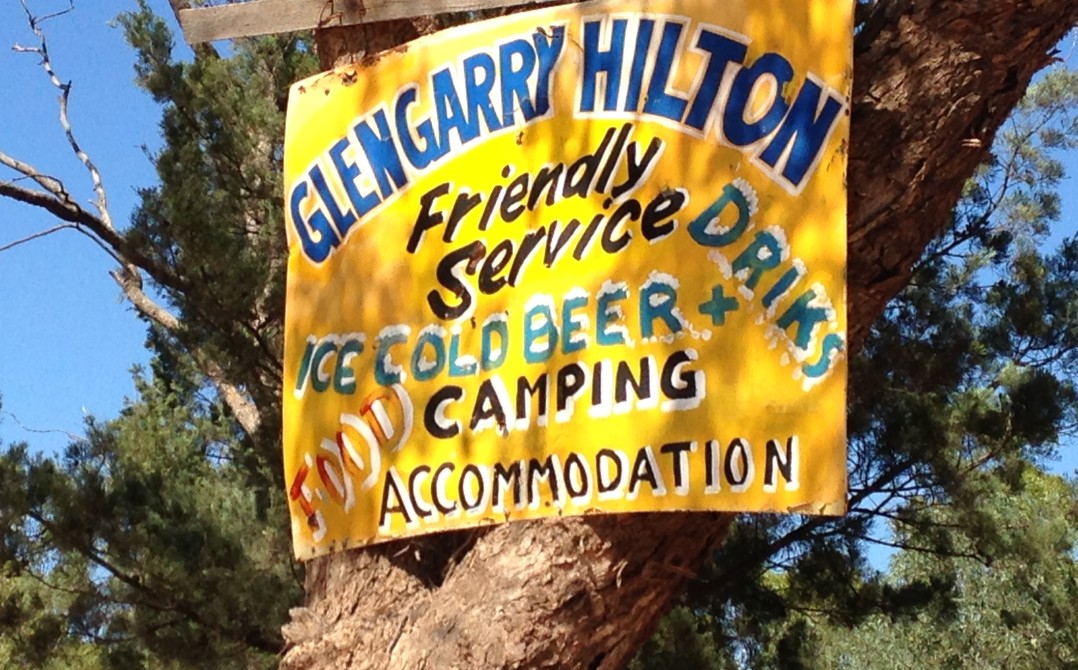 GLENGARRY HILTON
Friendly
Service
ICE COLD BEER + DRIKS
CAMPING
FOOD
ACCOMMODATION